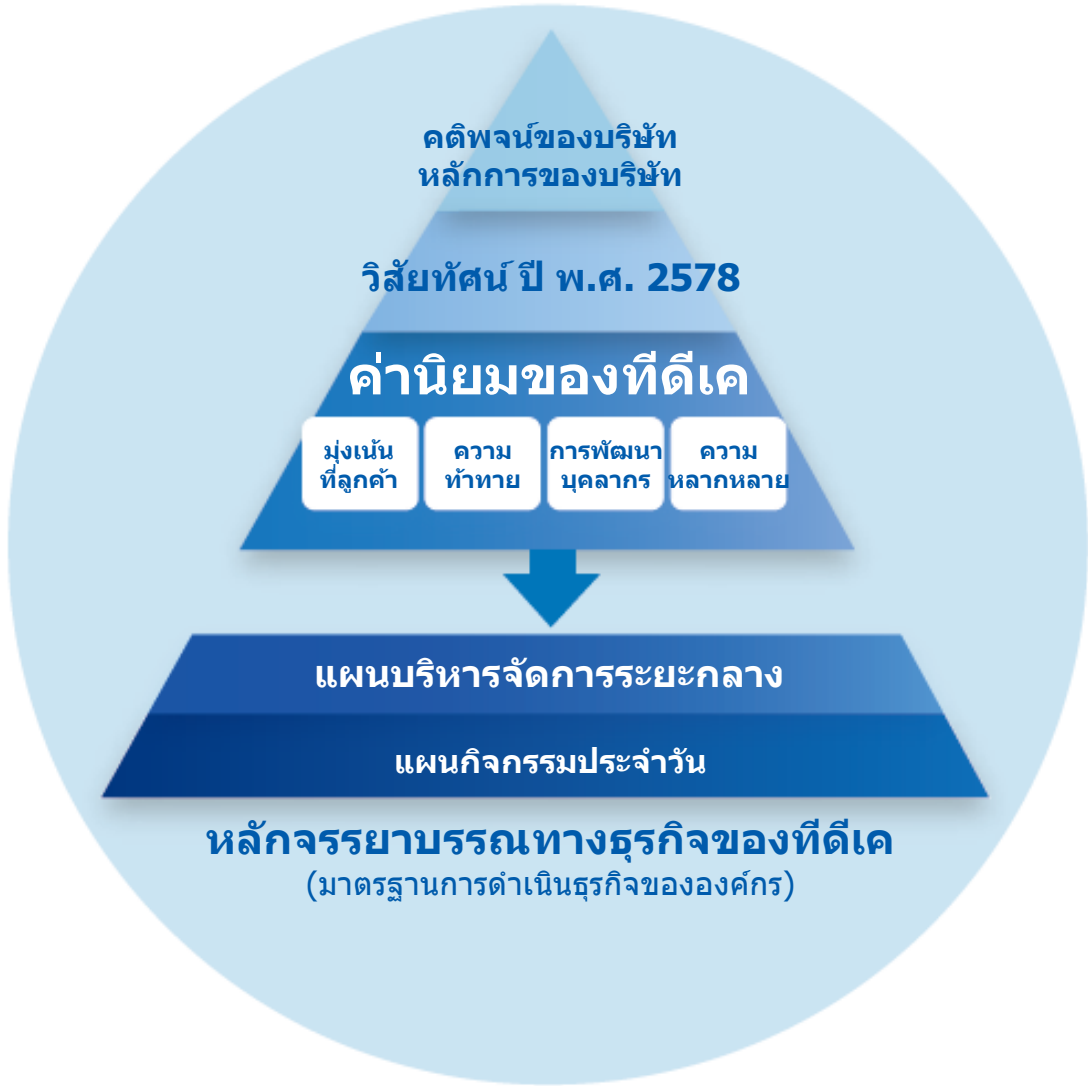 คติพจน์ของบริษัท
หลักการของบริษัท
วิสัยทัศน์ ปี พ.ศ. 2578
ค่านิยมของทีดีเค
มุ่งเน้น
ที่ลูกค้า
ความ
ท้าทาย
การพัฒนา
บุคลากร
ความ
หลากหลาย
แผนบริหารจัดการระยะกลาง
แผนกิจกรรมประจำวัน
หลักจรรยาบรรณทางธุรกิจของทีดีเค
(มาตรฐานการดำเนินธุรกิจขององค์กร)